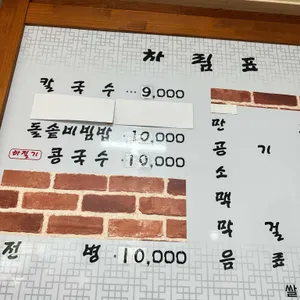 차림표
칼국수 ··· 9,000
돌솥비빔밥 · 10,000
콩국수 · 10,000
전병 · 10,000
만
공기
소
맥
막걸
음료
쌀